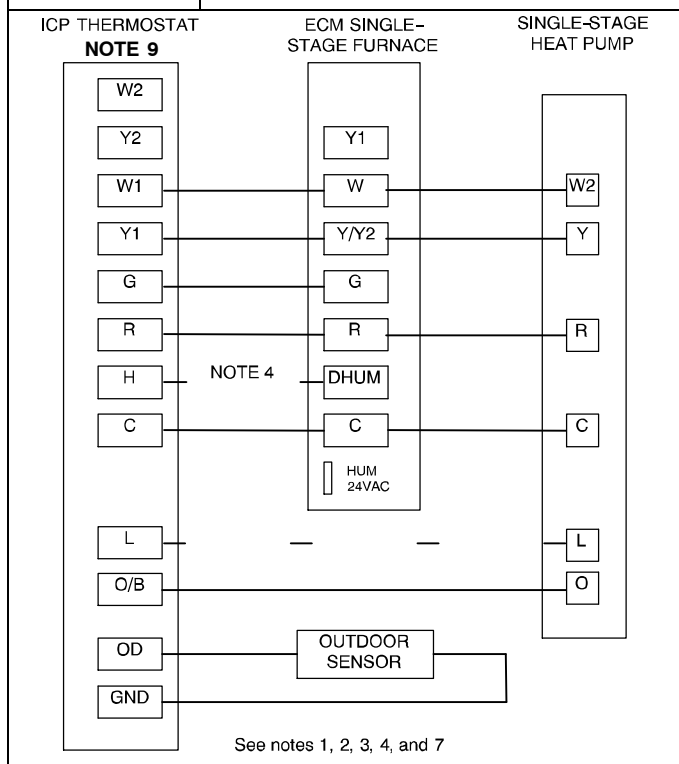 ICP THERMOSTAT
NOTE 9
ECM SINGLE-
STAGE FURNACE
SINGLE-STAGE
HEAT PUMP
W2
Y2 Y1
W1 W W2
Y1 Y/Y2 Y
G G
R R R
H NOTE 4 DHUM
C C C
HUM
24VAC
L L
O/B O
OD OUTDOOR
SENSOR
GND
See notes 1, 2, 3, 4, and 7